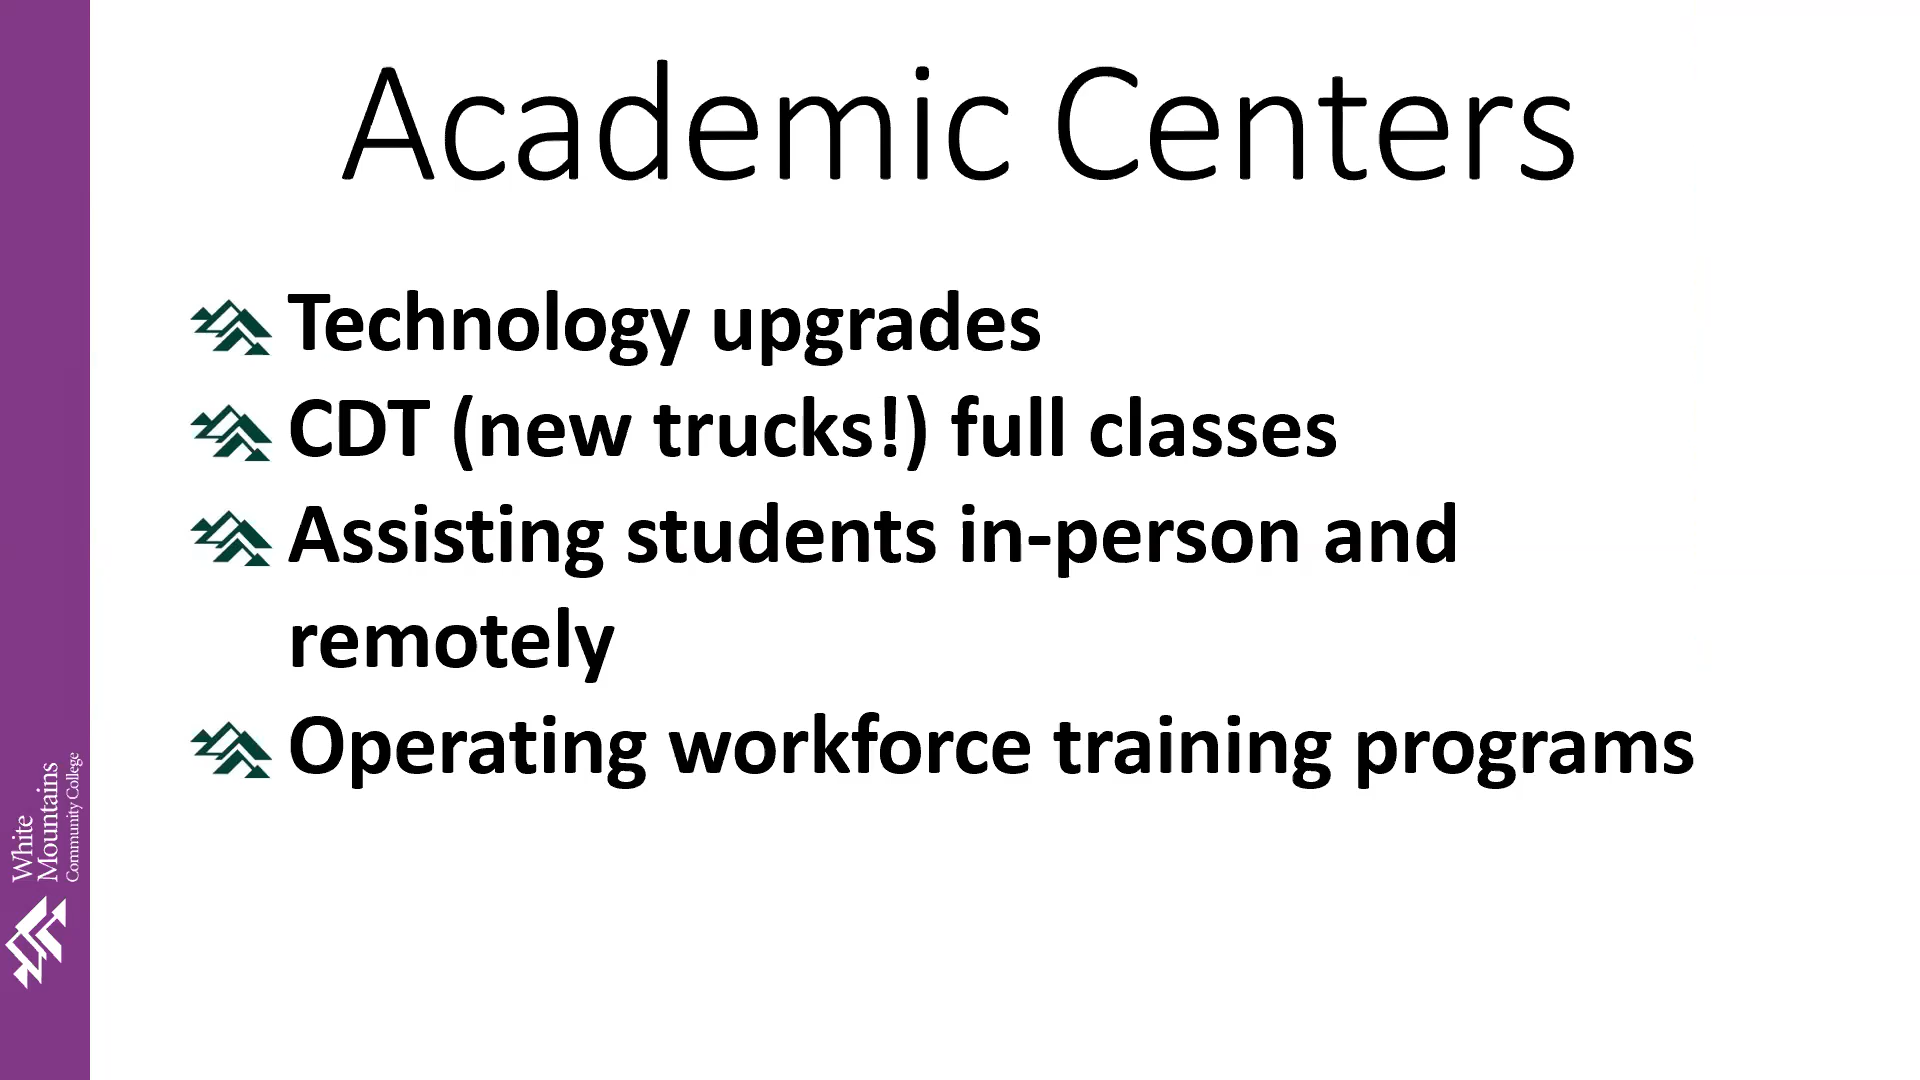 Academic Centers
Technology upgrades
CDT (new trucks!) full classes
Assisting students in-person and
remotely
Operating workforce training programs
White
Mountains
Community College